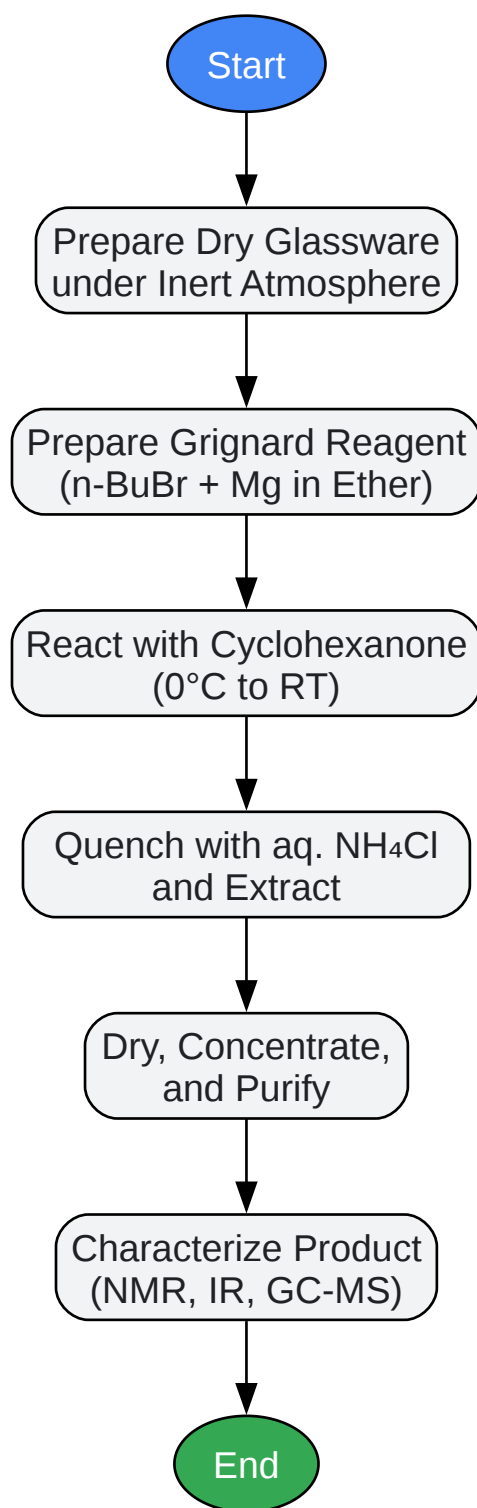 Start
Prepare Dry Glassware
under Inert Atmosphere
Prepare Grignard Reagent
(n-BuBr + Mg in Ether)
React with Cyclohexanone
(0°C to RT)
Quench with aq. NH₄Cl
and Extract
Dry, Concentrate,
and Purify
Characterize Product
(NMR, IR, GC-MS)
End